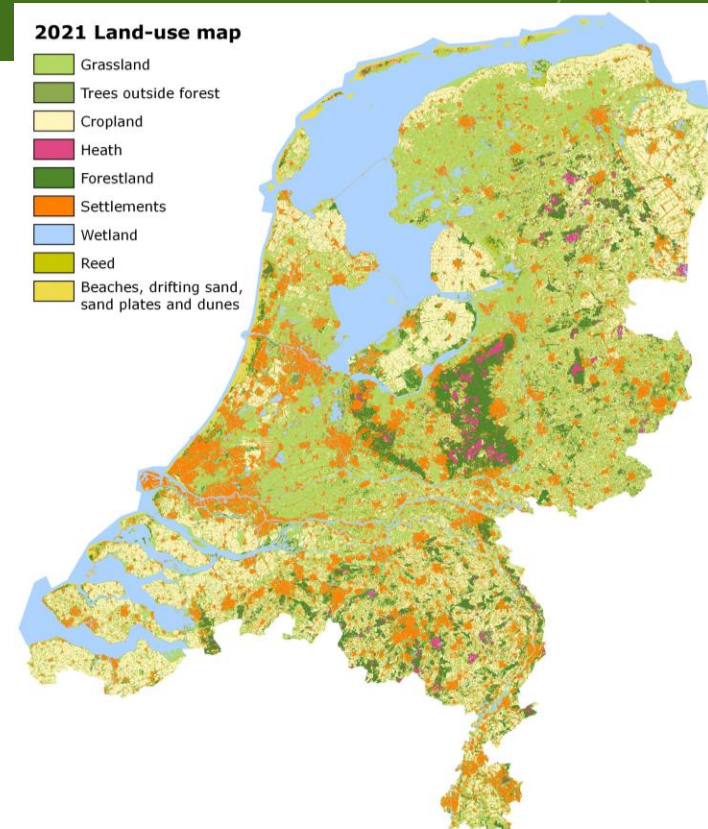 2021 Land-use map
Grassland
Trees outside forest
Cropland
Heath
Forestland
Settlements
Wetland
Reed
Beaches, drifting sand,
sand plates and dunes